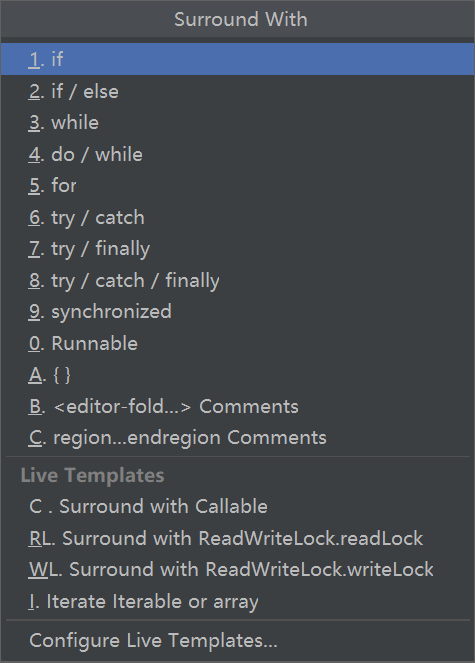 Surround With
1. if
2. if / else
3. while
4. do / while
5. for
6. try / catch
7. try / finally
8. try / catch / finally
9. synchronized
0. Runnable
A. { }
B. <editor-fold...> Comments
C. region...endregion Comments
Live Templates
C . Surround with Callable
RL. Surround with ReadWriteLock.readLock
WL. Surround with ReadWriteLock.writeLock
I. Iterate Iterable or array
Configure Live Templates...